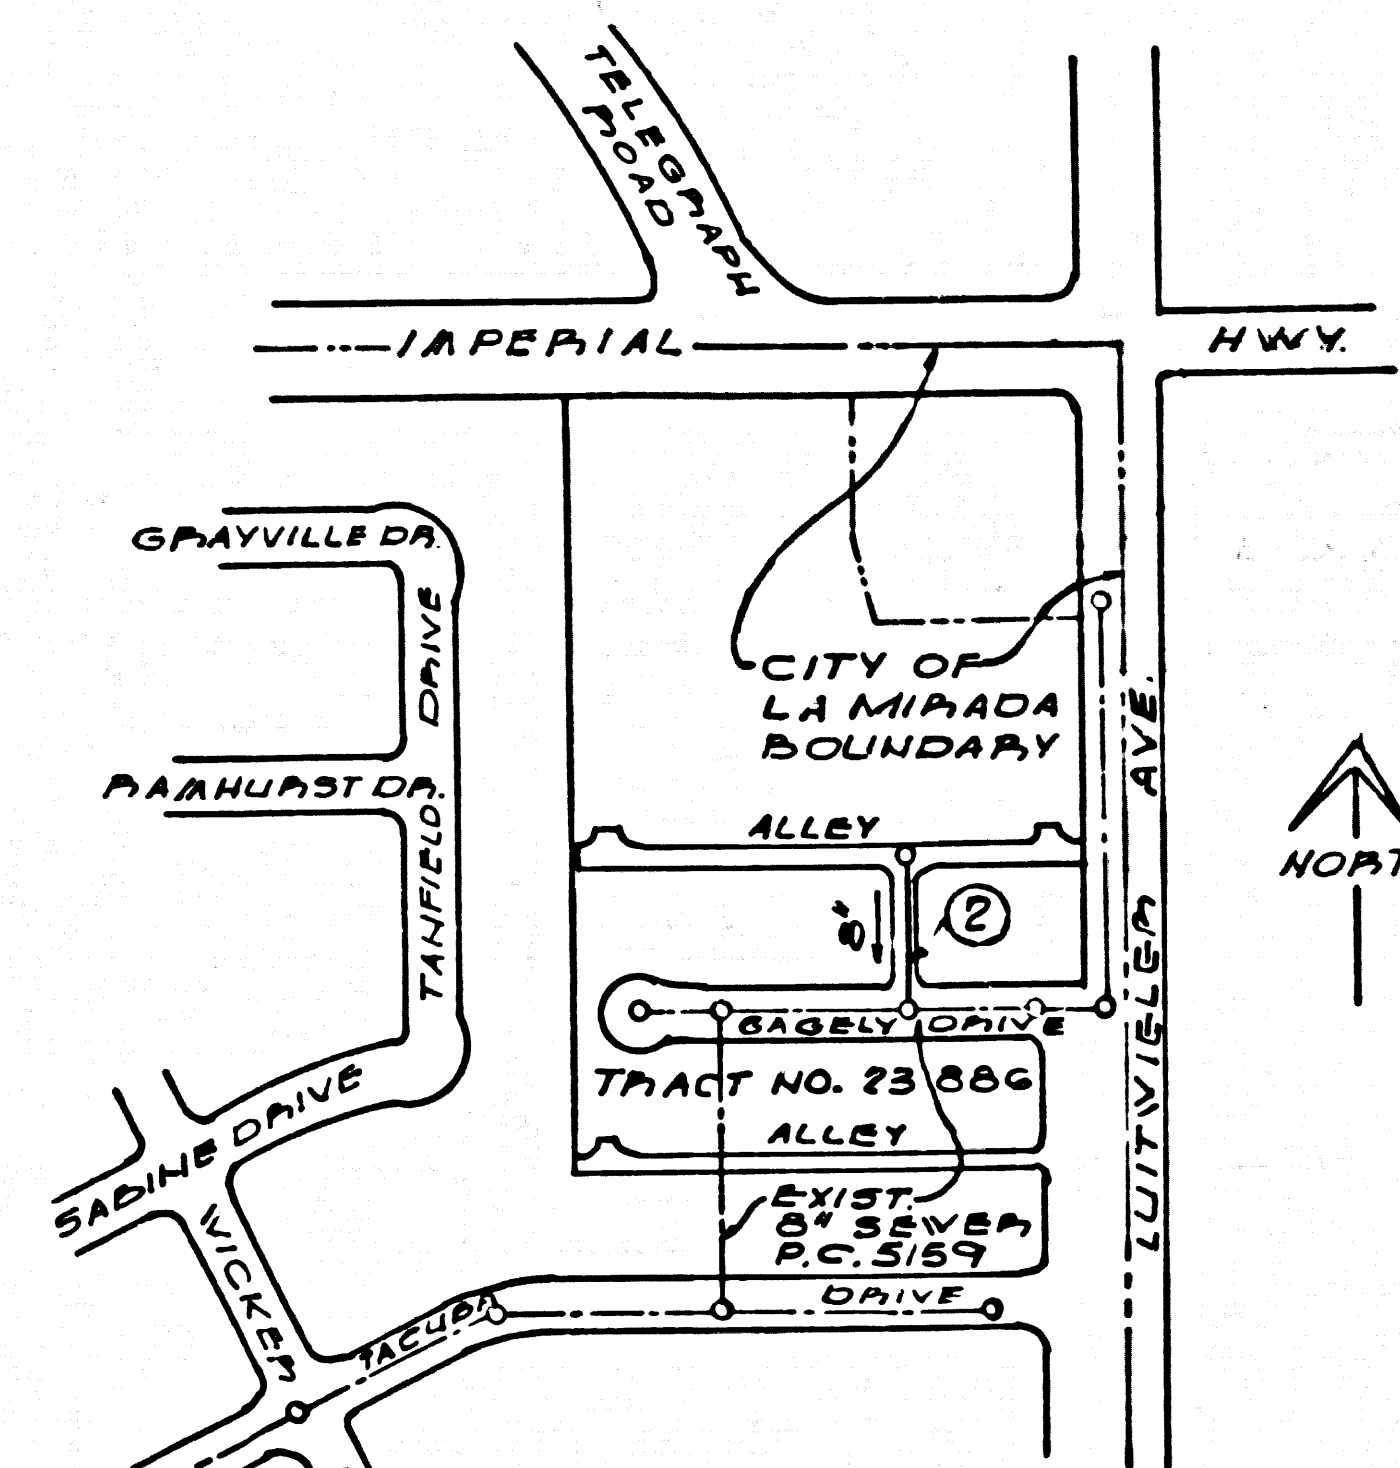 TELEGRAPH
ROAD
IMPERIAL HWY.
GRAYVILLE DR.
TANFIELD DRIVE
CITY OF
LA MIRADA
BOUNDARY
RAMHURST DR.
LUITWIELER AVE.
ALLEY
NORT
8"
2
BAGELY DRIVE
TRACT NO. 23886
ALLEY
SABINE DRIVE
WICKER
EXIST.
8" SEWER
P.C. 5159
TACUBA DRIVE